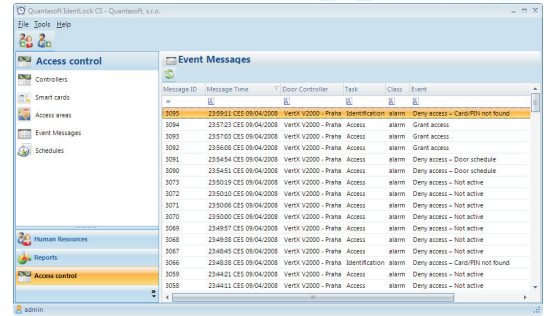 Quantasoft IdentLock CS - Quantasoft, s.r.o.
File Tools Help
Access control
Controllers
Smart cards
Access areas
Event Messages
Schedules
Human Resources
Reports
Access control
Event Messages
Message ID Message Time Door Controller Task Class Event
= A A A A A
3095 23:59:11 CES 09/04/2008 VertX V2000 - Praha Identification alarm Deny access – Card/PIN not found
3094 23:57:23 CES 09/04/2008 VertX V2000 - Praha Access alarm Grant access
3093 23:57:03 CES 09/04/2008 VertX V2000 - Praha Access alarm Grant access
3092 23:56:08 CES 09/04/2008 VertX V2000 - Praha Access alarm Grant access
3091 23:54:54 CES 09/04/2008 VertX V2000 - Praha Access alarm Deny access – Door schedule
3090 23:54:51 CES 09/04/2008 VertX V2000 - Praha Access alarm Deny access – Door schedule
3073 23:50:19 CES 09/04/2008 VertX V2000 - Praha Access alarm Deny access – Not active
3072 23:50:10 CES 09/04/2008 VertX V2000 - Praha Access alarm Deny access – Not active
3071 23:50:06 CES 09/04/2008 VertX V2000 - Praha Access alarm Deny access – Not active
3070 23:50:00 CES 09/04/2008 VertX V2000 - Praha Access alarm Deny access – Not active
3069 23:49:57 CES 09/04/2008 VertX V2000 - Praha Access alarm Deny access – Not active
3068 23:49:38 CES 09/04/2008 VertX V2000 - Praha Access alarm Deny access – Not active
3067 23:48:45 CES 09/04/2008 VertX V2000 - Praha Access alarm Deny access – Not active
3066 23:48:38 CES 09/04/2008 VertX V2000 - Praha Identification alarm Deny access – Card/PIN not found
3059 23:44:21 CES 09/04/2008 VertX V2000 - Praha Access alarm Deny access – Not active
3058 23:44:11 CES 09/04/2008 VertX V2000 - Praha Access alarm Deny access – Not active
admin